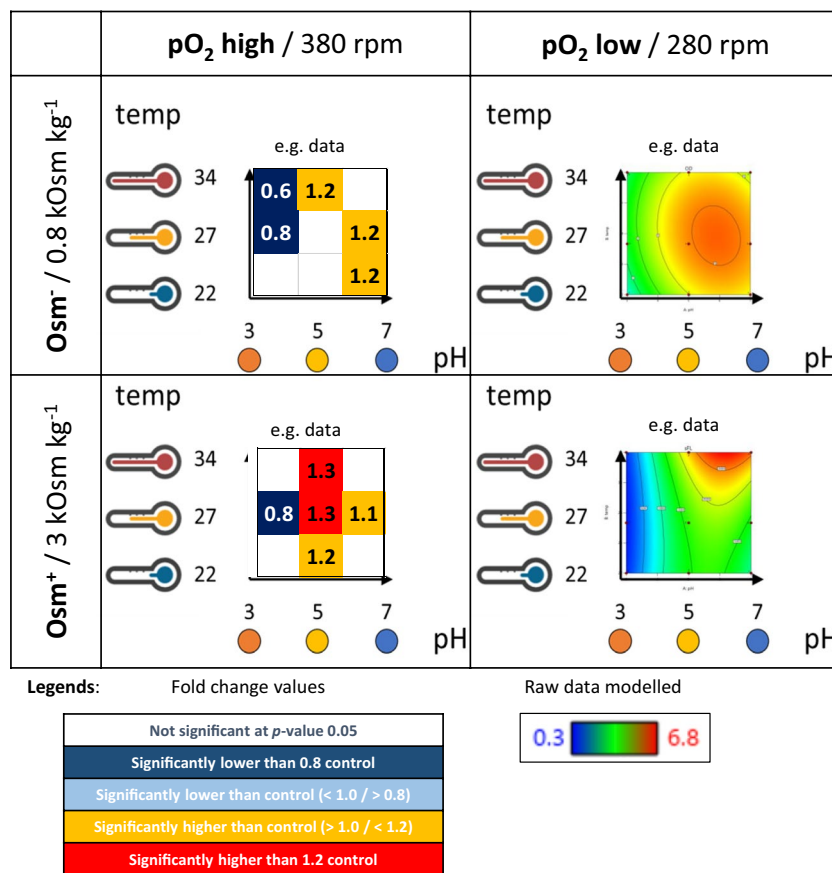 pO₂ high / 380 rpm
pO₂ low / 280 rpm
Osm⁻ / 0.8 kOsm kg⁻¹
temp
e.g. data
34
27
22
0.6 1.2
0.8 1.2
1.2
3 5 7
pH
temp
e.g. data
34
27
22
3 5 7
pH
Osm⁺ / 3 kOsm kg⁻¹
temp
e.g. data
34
27
22
1.3
0.8 1.3 1.1
1.2
3 5 7
pH
temp
e.g. data
34
27
22
3 5 7
pH
Legends: Fold change values Raw data modelled
Not significant at p-value 0.05
Significantly lower than 0.8 control
Significantly lower than control (< 1.0 / > 0.8)
Significantly higher than control (> 1.0 / < 1.2)
Significantly higher than 1.2 control
0.3 6.8